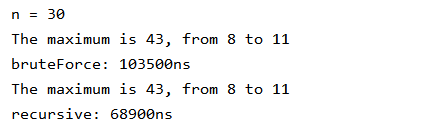 n = 30
The maximum is 43, from 8 to 11
bruteForce: 103500ns
The maximum is 43, from 8 to 11
recursive: 68900ns